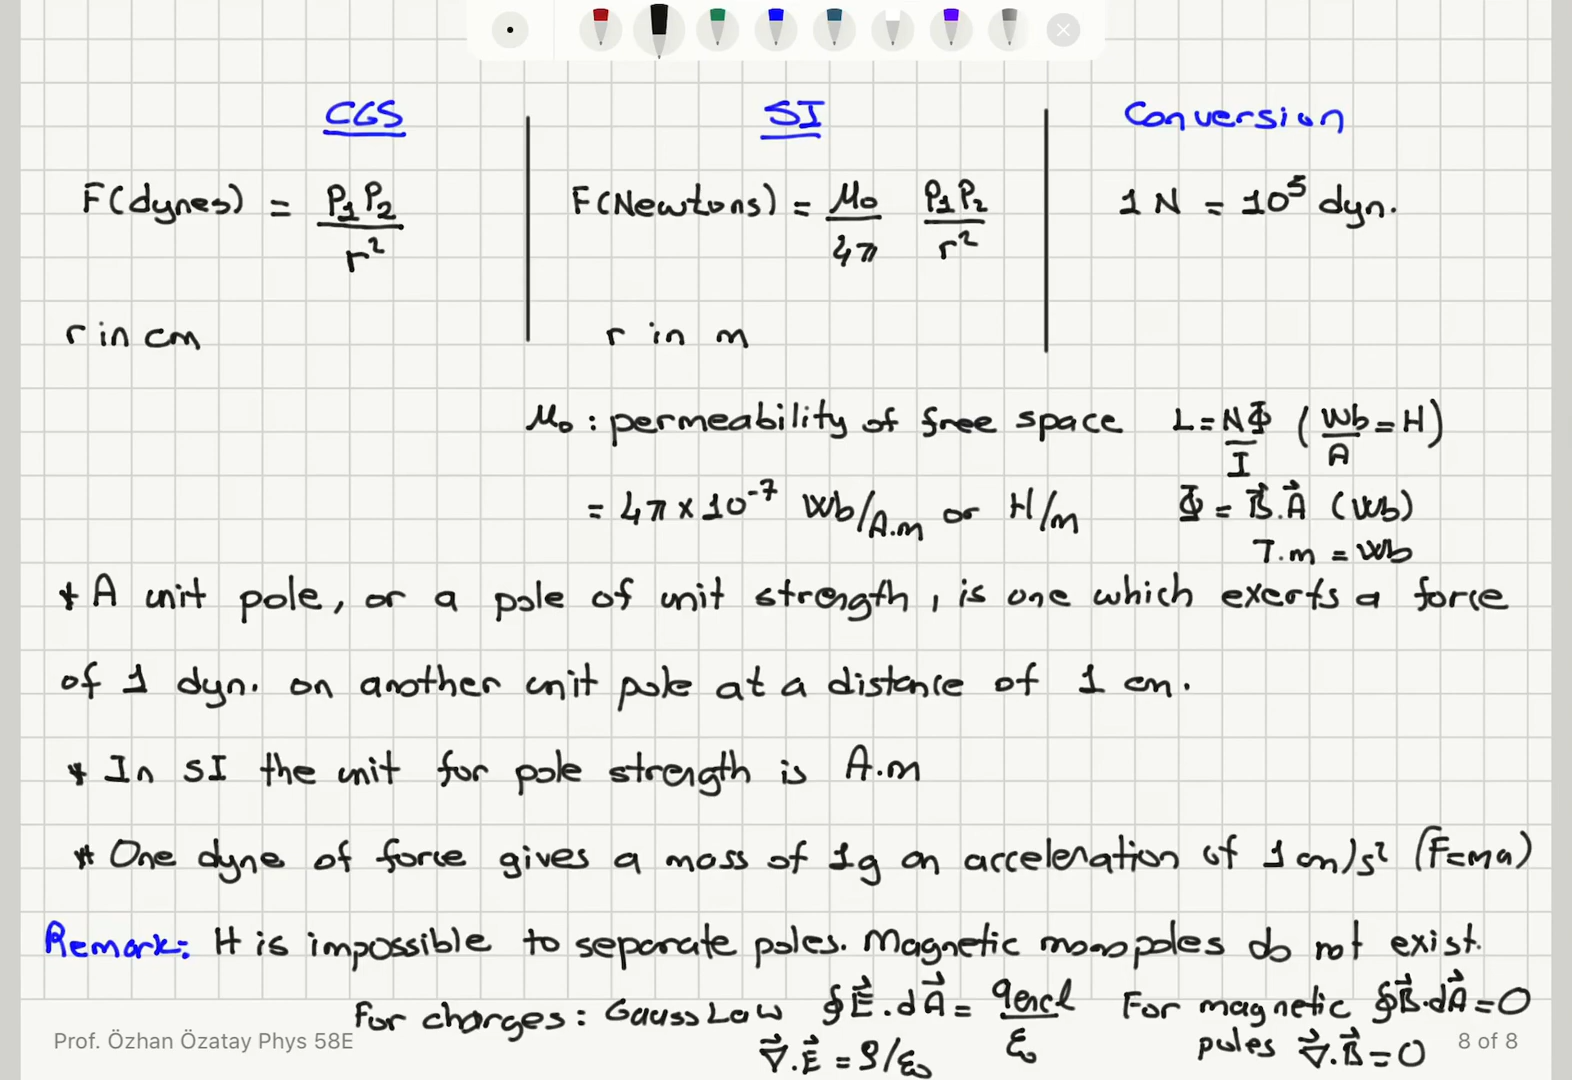 CGS SI Conversion
F(dynes) = P₁P₂/r² F(Newtons) = μ₀/4π P₁P₂/r² 1 N = 10⁵ dyn.
r in cm r in m
μ₀ : permeability of free space L = NΦ/I (Wb/A = H)
= 4π × 10⁻⁷ Wb/A.m or H/m Φ = B⃗.A⃗ (Wb)
T.m = Wb
* A unit pole, or a pole of unit strength, is one which exerts a force
of 1 dyn. on another unit pole at a distance of 1 cm.
* In SI the unit for pole strength is A.m
* One dyne of force gives a mass of 1g an acceleration of 1 cm/s² (F=ma)
Remark: It is impossible to separate poles. Magnetic monopoles do not exist.
For charges: Gauss Law ∮E⃗.dA⃗ = qencl/ε₀ For magnetic ∮B⃗.dA⃗ = 0
∇⃗.E⃗ = ρ/ε₀ poles ∇⃗.B⃗ = 0
Prof. Özhan Özatay Phys 58E 8 of 8